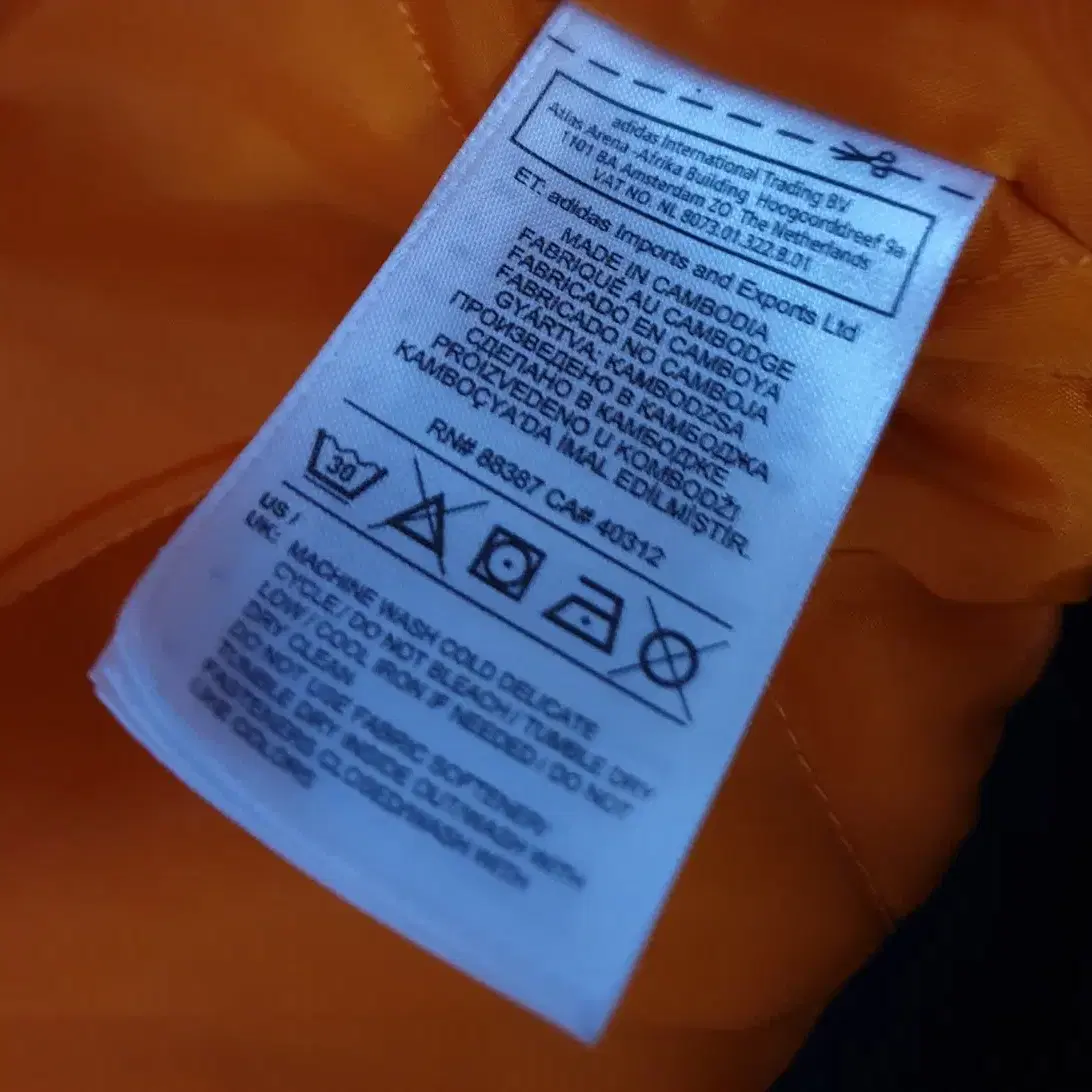 adidas International Trading BV
Atlas Arena -Afrika Building, Hoogoorddreef 9a
1101 BA Amsterdam ZO The Netherlands
VAT NO NL 8073.01.322.B.01
ET: adidas Imports and Exports Ltd
MADE IN CAMBODIA
FABRIQUÉ AU CAMBODGE
FABRICADO EN CAMBOYA
FABRICADO NO CAMBOJA
GYÁRTVA: KAMBODZSA
ПРОИЗВЕДЕНО В КАМБОДЖА
СДЕЛАНО В КАМБОДЖЕ
PROIZVEDENO U KOMBODŽI
KAMBOÇYA'DA İMAL EDİLMİŞTİR.
RN# 88387 CA# 40312
30
US /
UK: MACHINE WASH COLD DELICATE
CYCLE / DO NOT BLEACH / TUMBLE DRY
LOW / COOL IRON IF NEEDED / DO NOT
DRY CLEAN
DO NOT USE FABRIC SOFTENER
TUMBLE DRY INSIDE OUT/WASH WITH
FASTENERS CLOSED/WASH WITH
LIKE COLORS